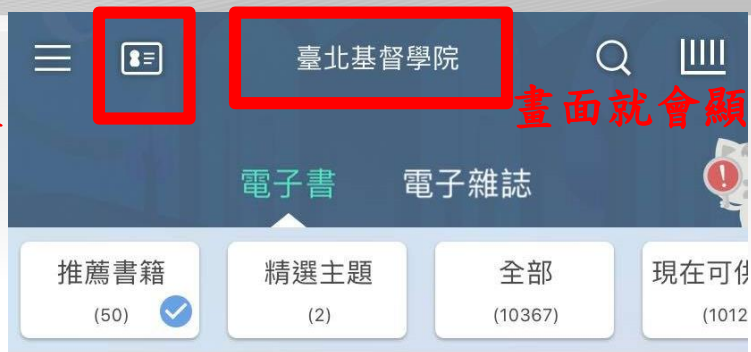 臺北基督學院
畫面就會顯
電子書 電子雜誌
推薦書籍 精選主題 全部 現在可供
(50) (2) (10367) (1012